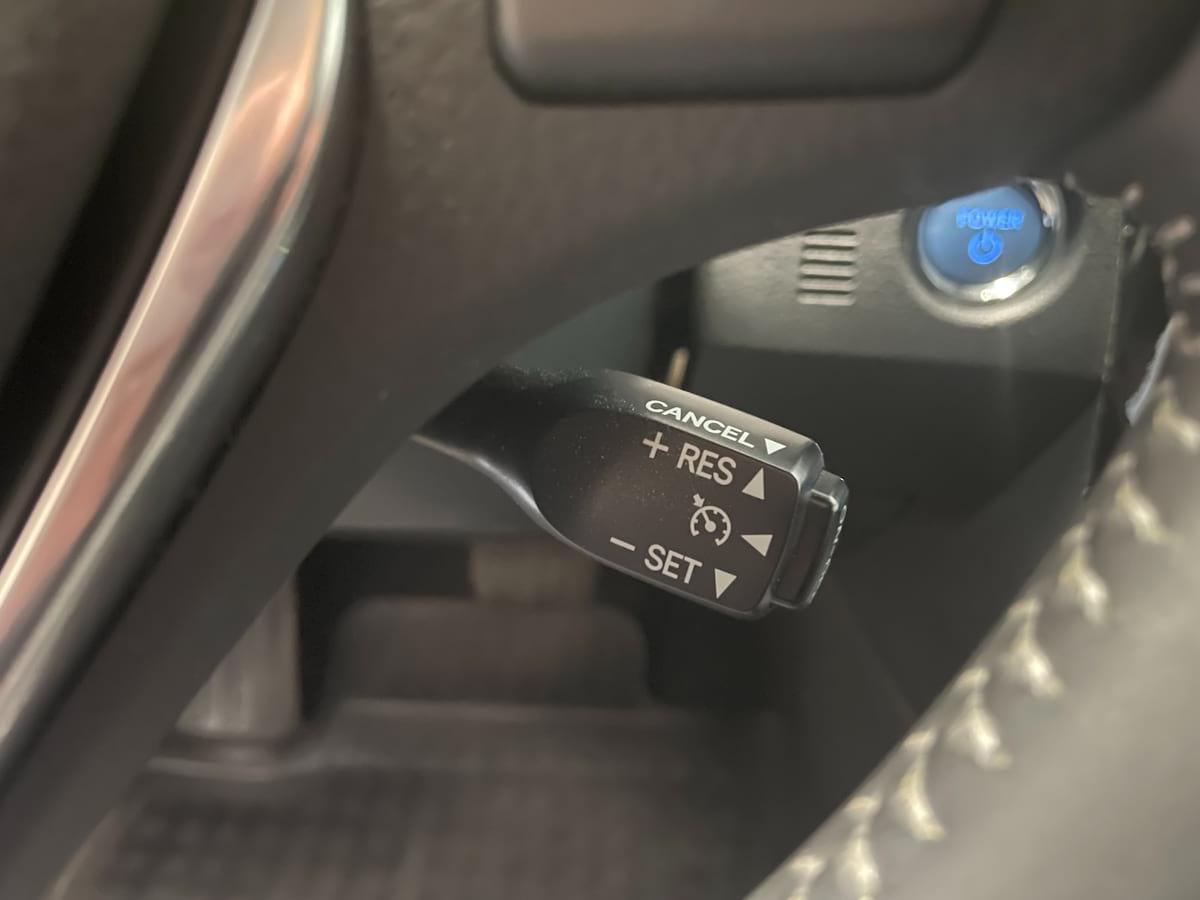 POWER
CANCEL ▼
+ RES ▲
◀
− SET ▼